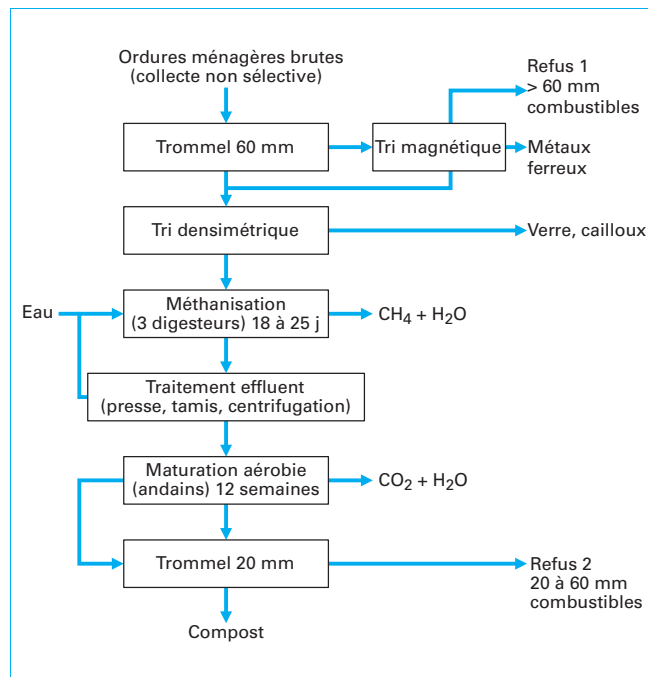 Ordures ménagères brutes
(collecte non sélective)
Refus 1
> 60 mm
combustibles
Trommel 60 mm
Tri magnétique
Métaux
ferreux
Tri densimétrique
Verre, cailloux
Eau
Méthanisation
(3 digesteurs) 18 à 25 j
CH₄ + H₂O
Traitement effluent
(presse, tamis, centrifugation)
Maturation aérobie
(andains) 12 semaines
CO₂ + H₂O
Trommel 20 mm
Refus 2
20 à 60 mm
combustibles
Compost